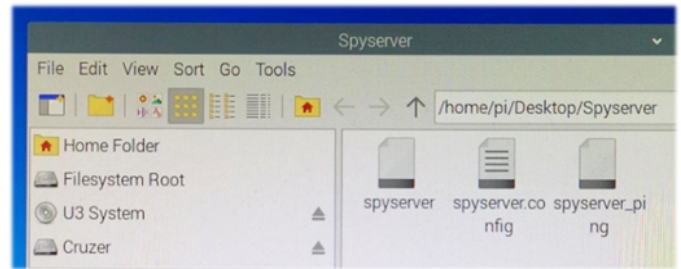 Spyserver
File Edit View Sort Go Tools
/home/pi/Desktop/Spyserver
Home Folder
Filesystem Root
U3 System
Cruzer
spyserver
spyserver.co
nfig
spyserver_pi
ng